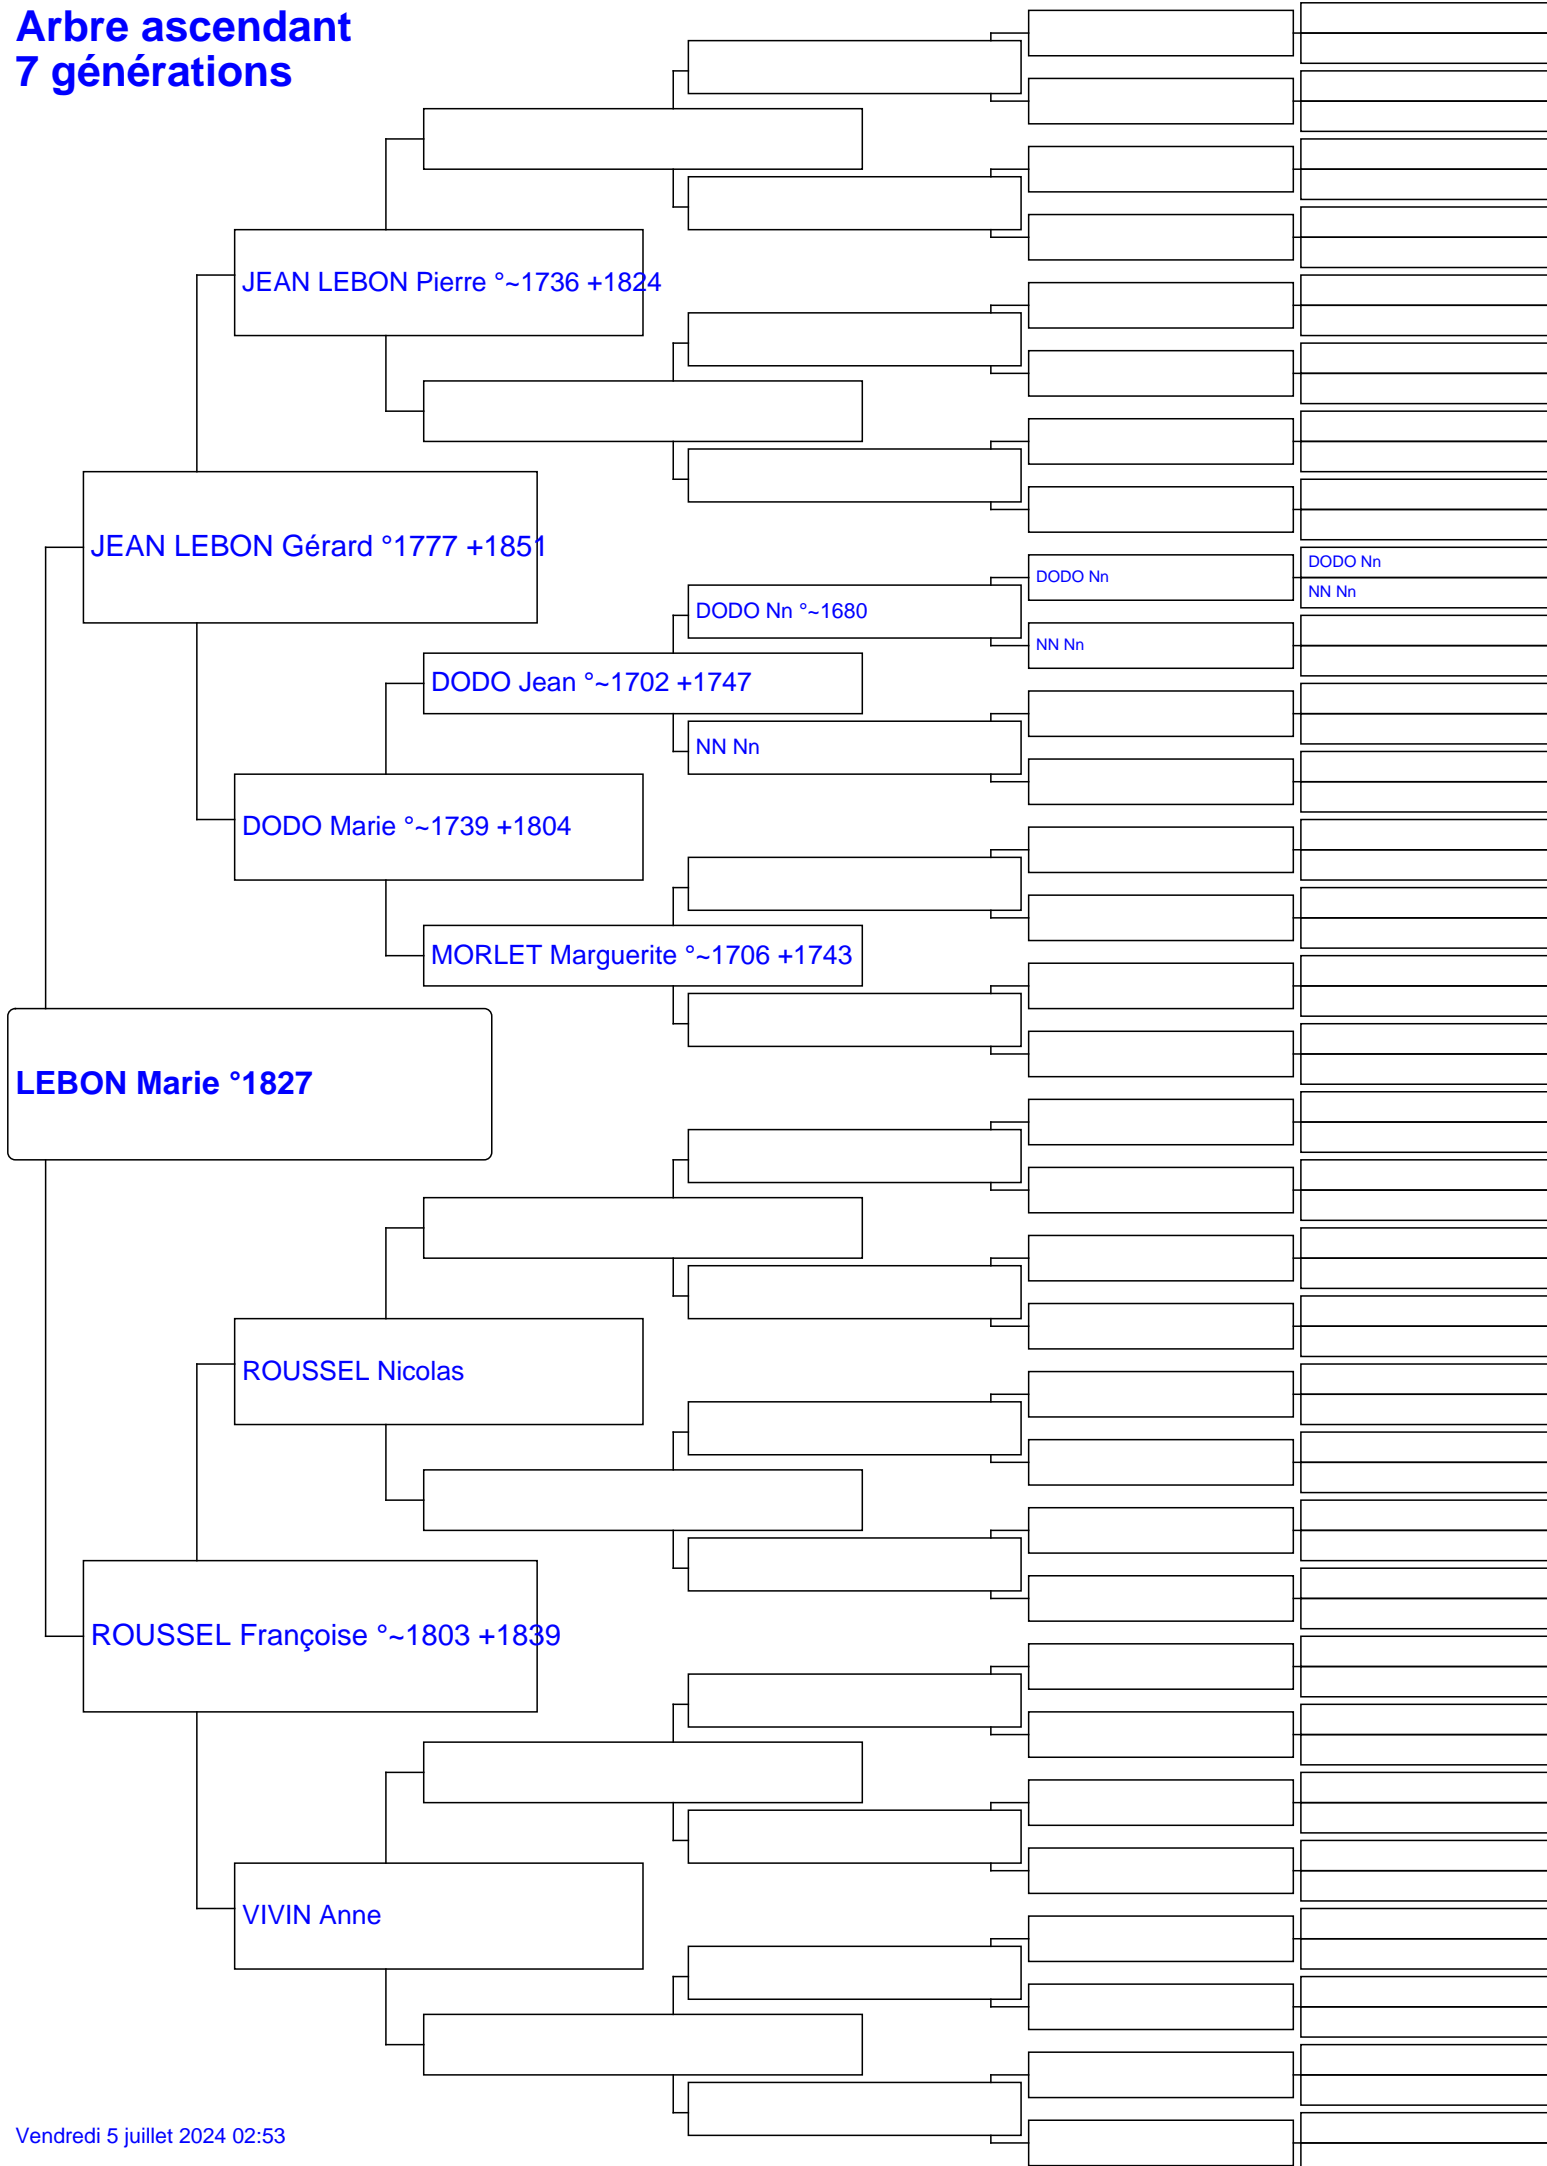 Arbre ascendant
7 générations
JEAN LEBON Pierre °~1736 +1824
JEAN LEBON Gérard °1777 +1851
DODO Nn
DODO Nn
NN Nn
DODO Nn °~1680
NN Nn
DODO Jean °~1702 +1747
NN Nn
DODO Marie °~1739 +1804
MORLET Marguerite °~1706 +1743
LEBON Marie °1827
ROUSSEL Nicolas
ROUSSEL Françoise °~1803 +1839
VIVIN Anne
Vendredi 5 juillet 2024 02:53